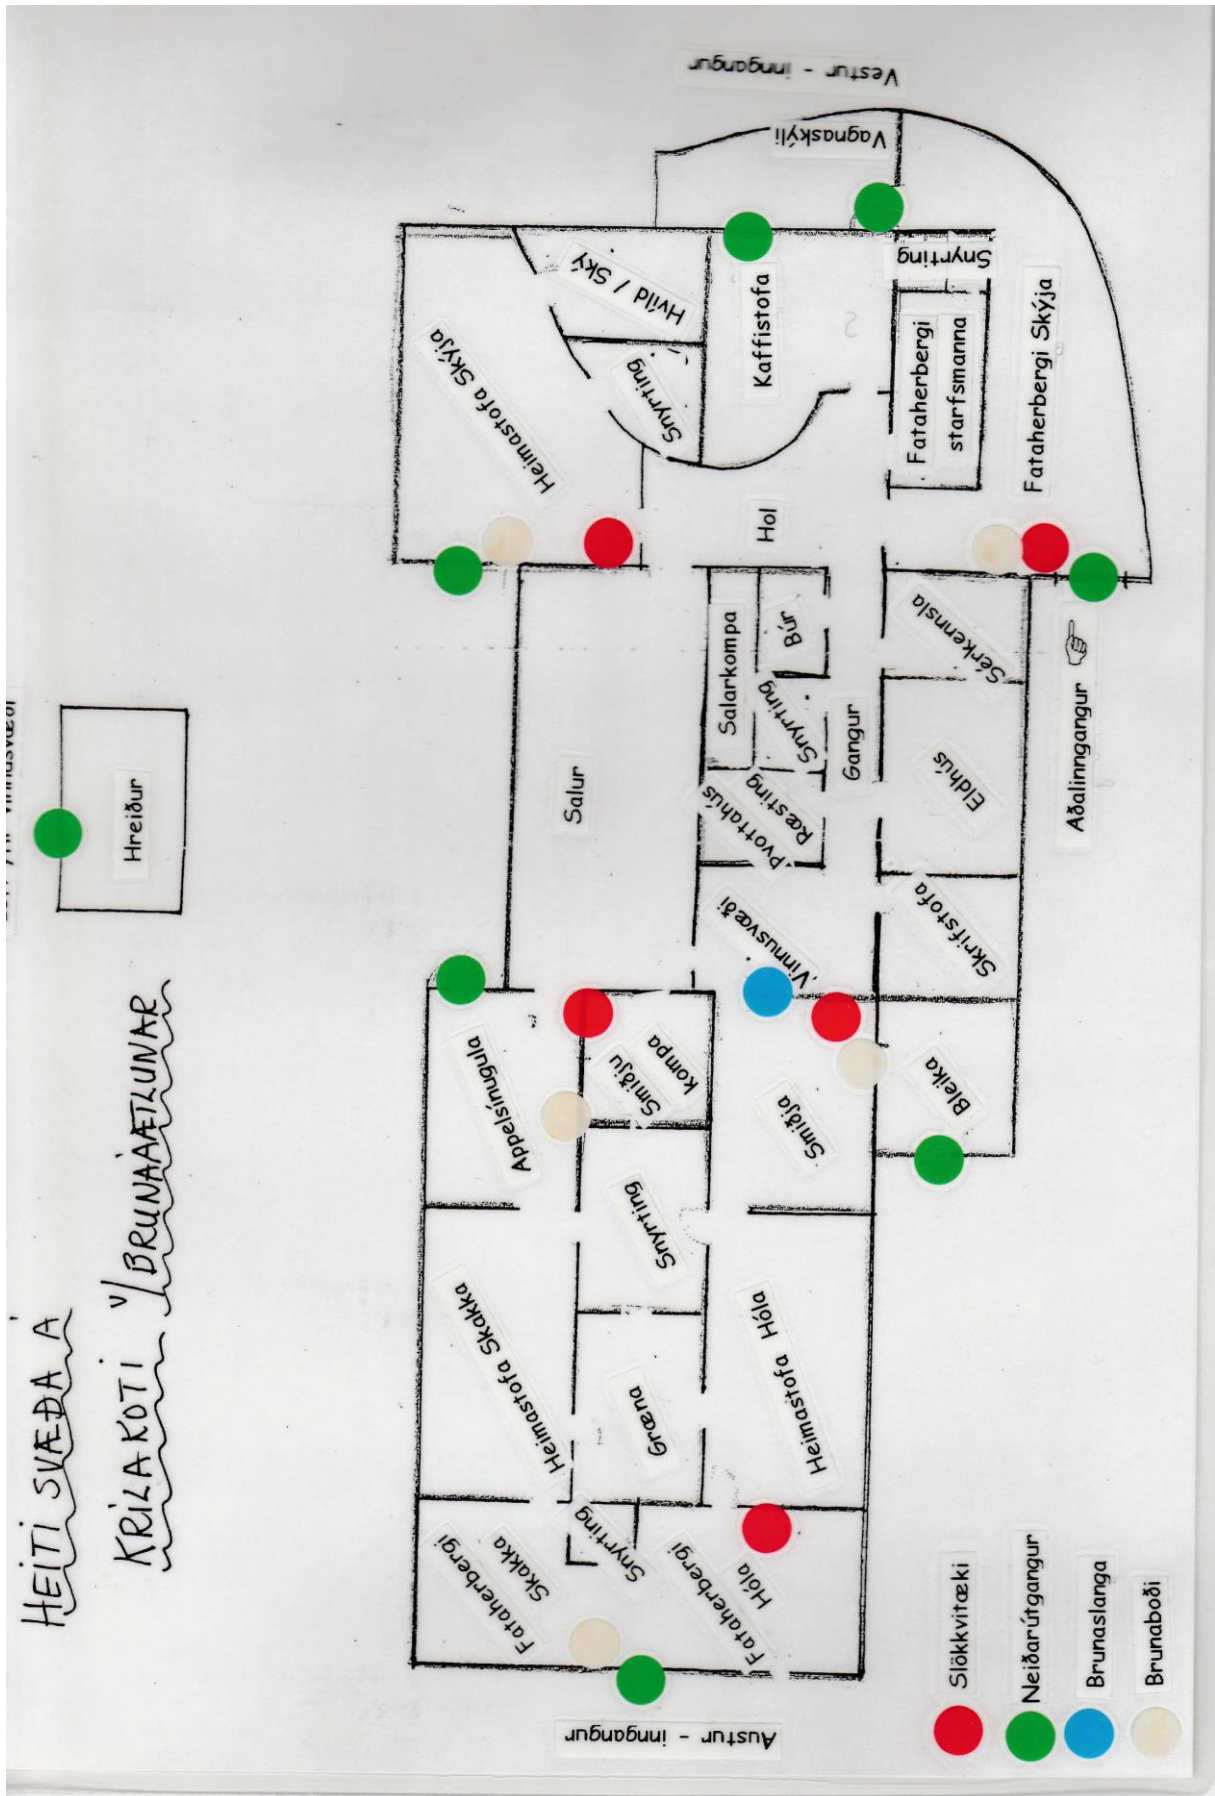 HEITI SVÆÐA Á
KRÍLAKOTI V/BRUNAÁÆTLUNAR
Hreiður
Vestur - inngangur
Vagnaskýli
Hvíld / Ský
Heimastofa Skýja
Snyrting
Kaffistofa
Snyrting
Fataherbergi
starfsmanna
Fataherbergi Skýja
Hol
Salur
Salarkompa
Búr
Snyrting
Þvottahús
Ræsting
Gangur
Sérkennsla
Eldhús
Aðalinngangur
Vinnusvæði
Skrifstofa
Appelsínugula
Smiðju
kompa
Smiðja
Bleika
Snyrting
Heimastofa Skakka
Græna
Heimastofa Hóla
Fataherbergi
Skakka
Snyrting
Fataherbergi
Hóla
Austur - inngangur
Slökkvitæki
Neiðarútgangur
Brunaslanga
Brunaboði